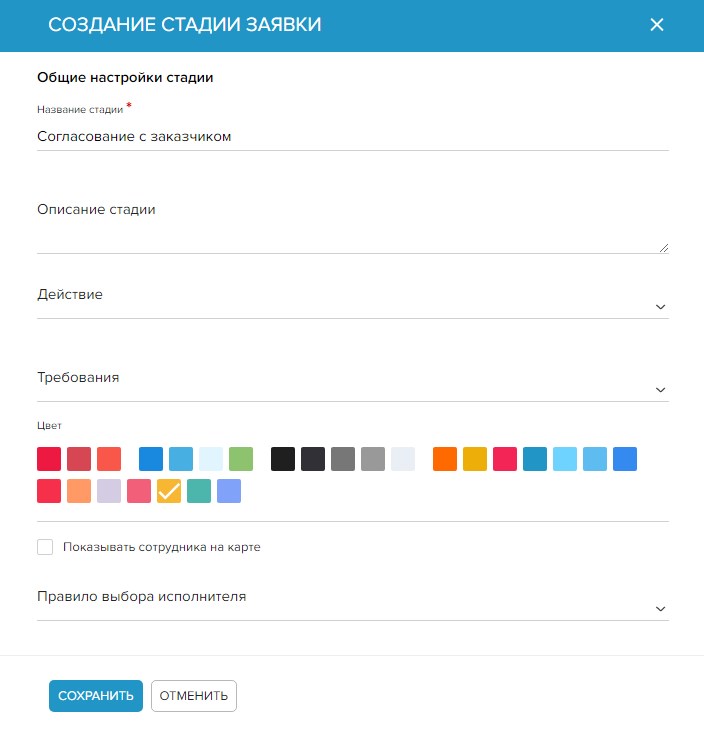 СОЗДАНИЕ СТАДИИ ЗАЯВКИ
Общие настройки стадии
Название стадии *
Согласование с заказчиком
Описание стадии
Действие
Требования
Цвет
Показывать сотрудника на карте
Правило выбора исполнителя
СОХРАНИТЬ ОТМЕНИТЬ